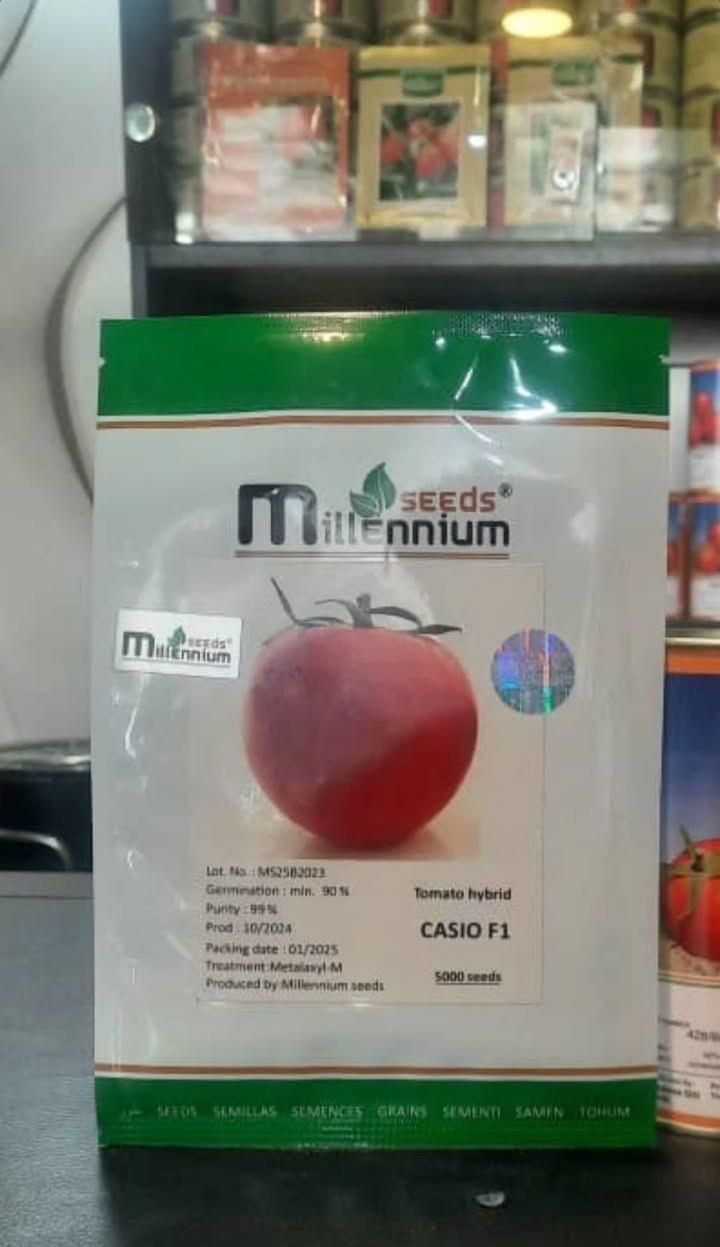 millennium seeds®
millennium seeds®
Lot. No. : MS25B2023
Germination : min. 90 %
Purity : 99 %
Prod : 10/2024
Packing date : 01/2025
Treatment:Metalaxyl-M
Produced by:Millennium seeds
Tomato hybrid
CASIO F1
5000 seeds
بذور SEEDS SEMILLAS SEMENCES GRAINS SEMENTI SAMEN TOHUM